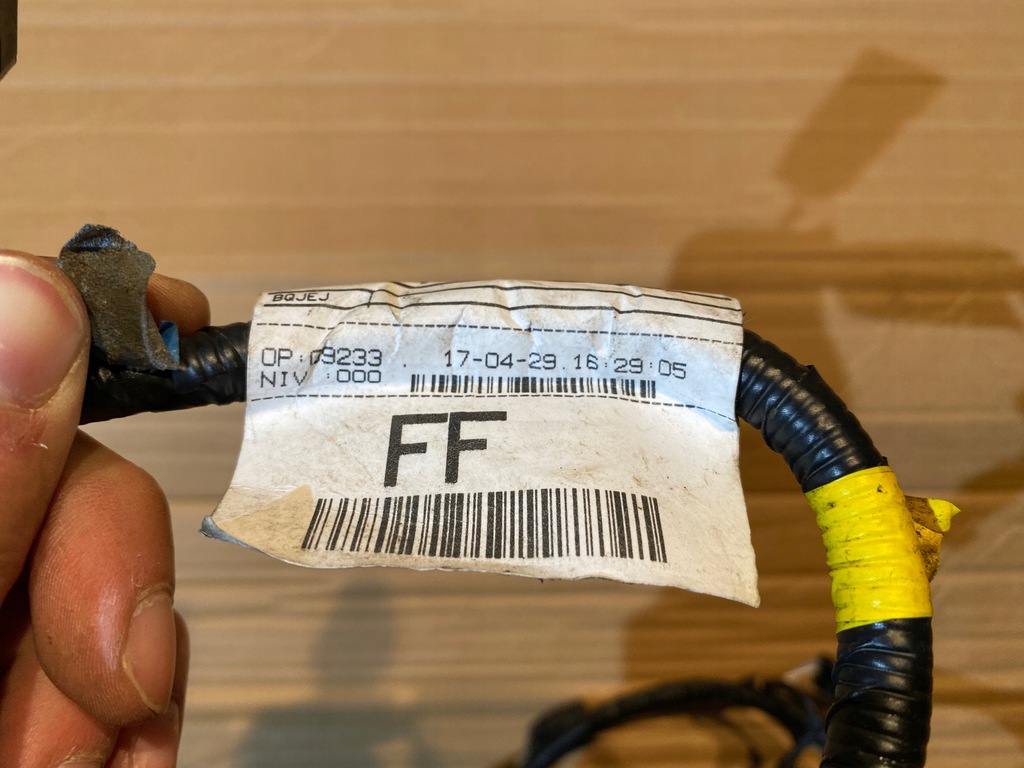 BQJEJ
OP:09233 . 17-04-29.16:29:05
NIV :000
FF